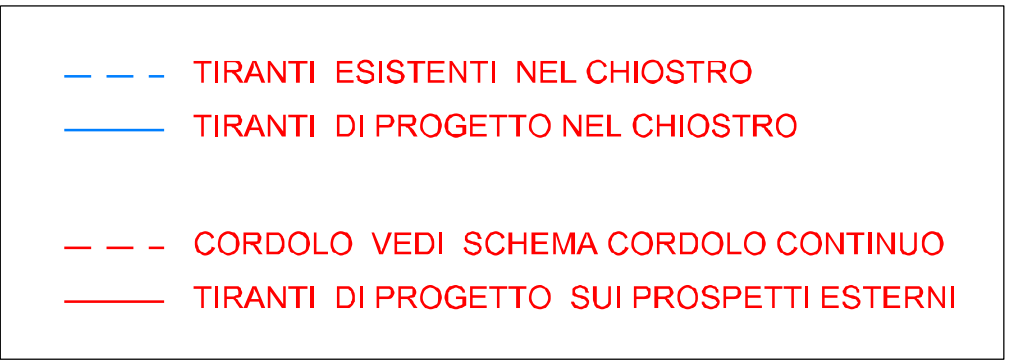 TIRANTI ESISTENTI NEL CHIOSTRO
TIRANTI DI PROGETTO NEL CHIOSTRO
CORDOLO VEDI SCHEMA CORDOLO CONTINUO
TIRANTI DI PROGETTO SUI PROSPETTI ESTERNI